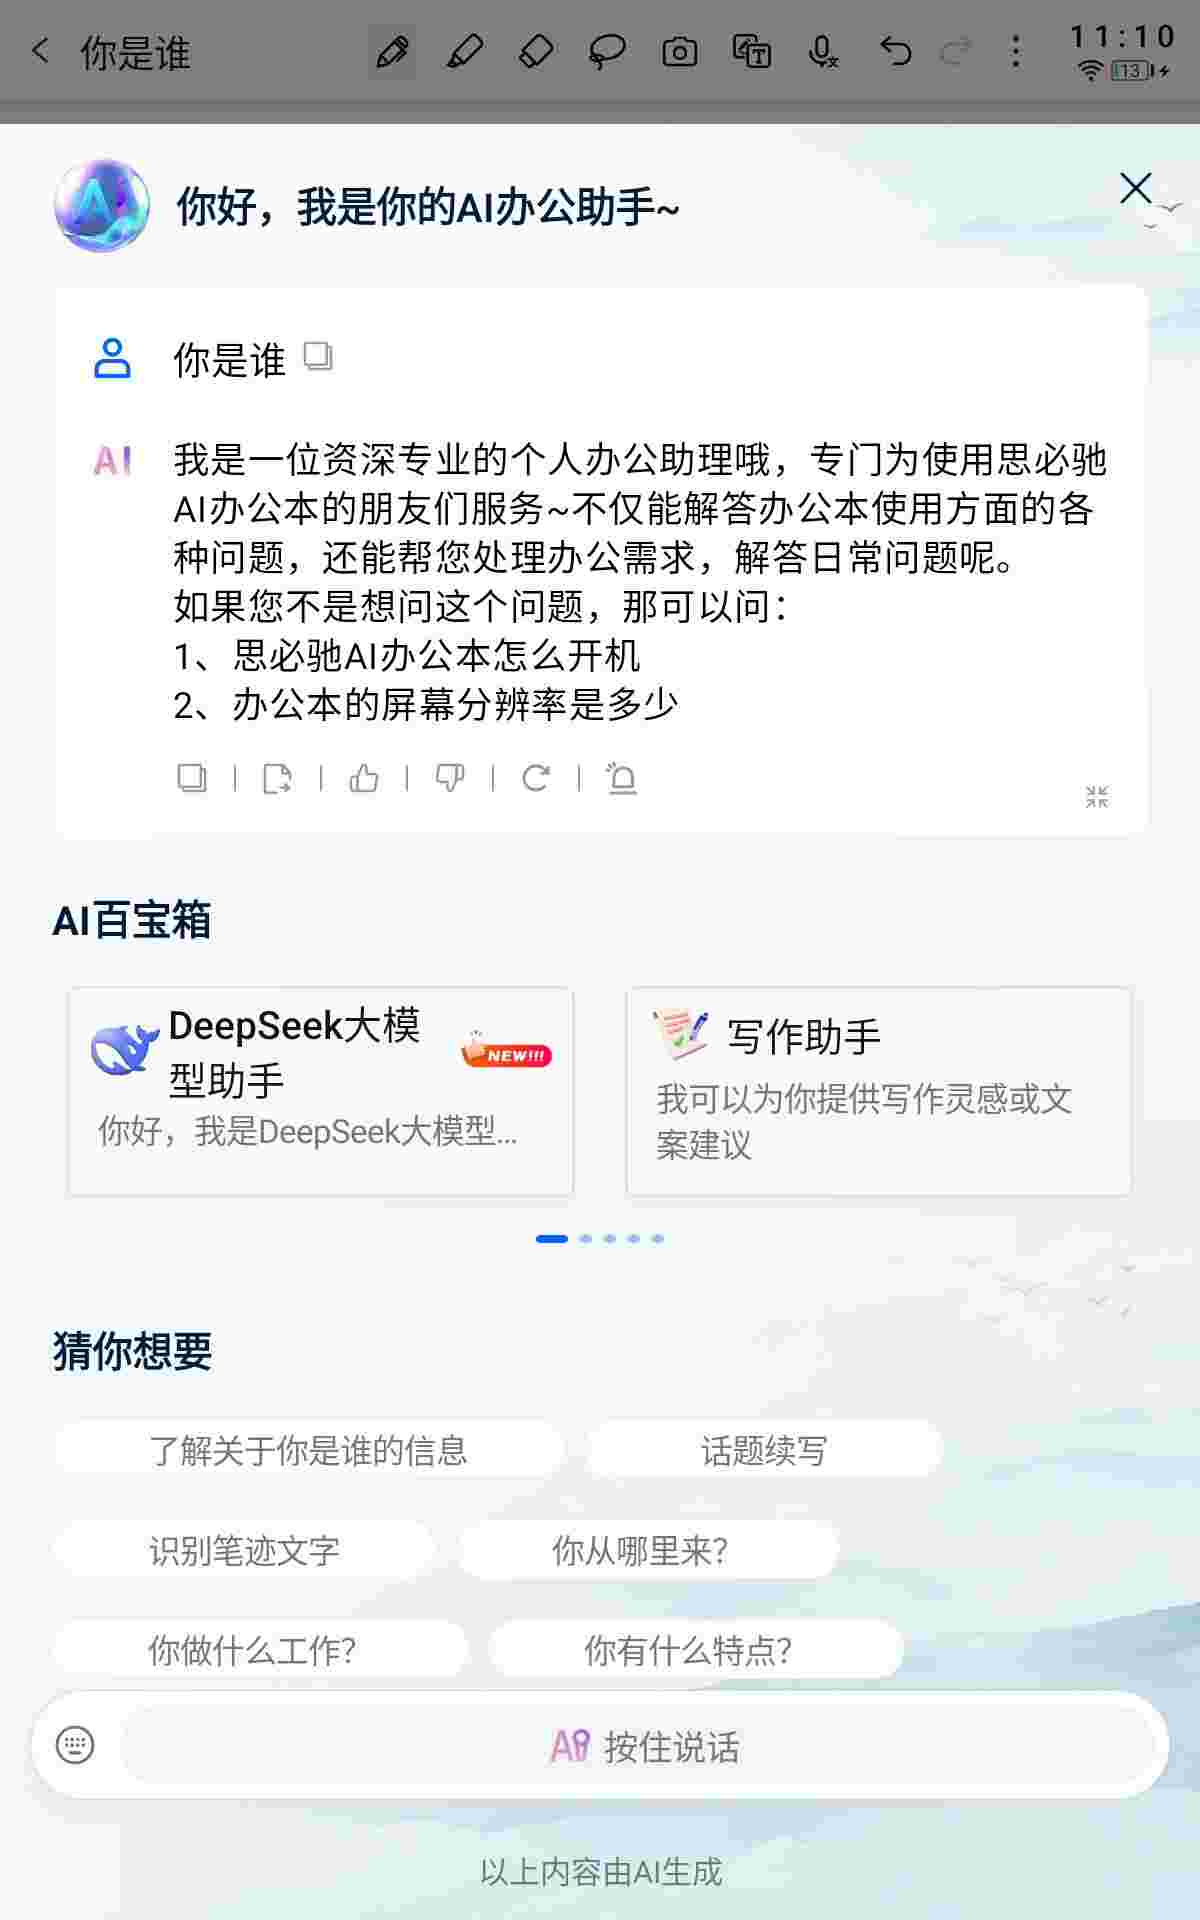 你是谁
11:10
13
你好，我是你的AI办公助手~
你是谁
AI
我是一位资深专业的个人办公助理哦，专门为使用思必驰
AI办公本的朋友们服务~不仅能解答办公本使用方面的各
种问题，还能帮您处理办公需求，解答日常问题呢。
如果您不是想问这个问题，那可以问：
1、思必驰AI办公本怎么开机
2、办公本的屏幕分辨率是多少
AI百宝箱
DeepSeek大模
型助手
NEW!!!
你好，我是DeepSeek大模型...
写作助手
我可以为你提供写作灵感或文
案建议
猜你想要
了解关于你是谁的信息
话题续写
识别笔迹文字
你从哪里来？
你做什么工作？
你有什么特点？
AI 按住说话
以上内容由AI生成